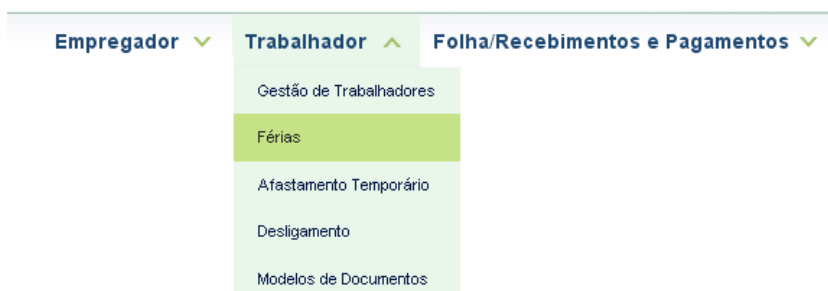 Empregador Trabalhador Folha/Recebimentos e Pagamentos
Gestão de Trabalhadores
Férias
Afastamento Temporário
Desligamento
Modelos de Documentos